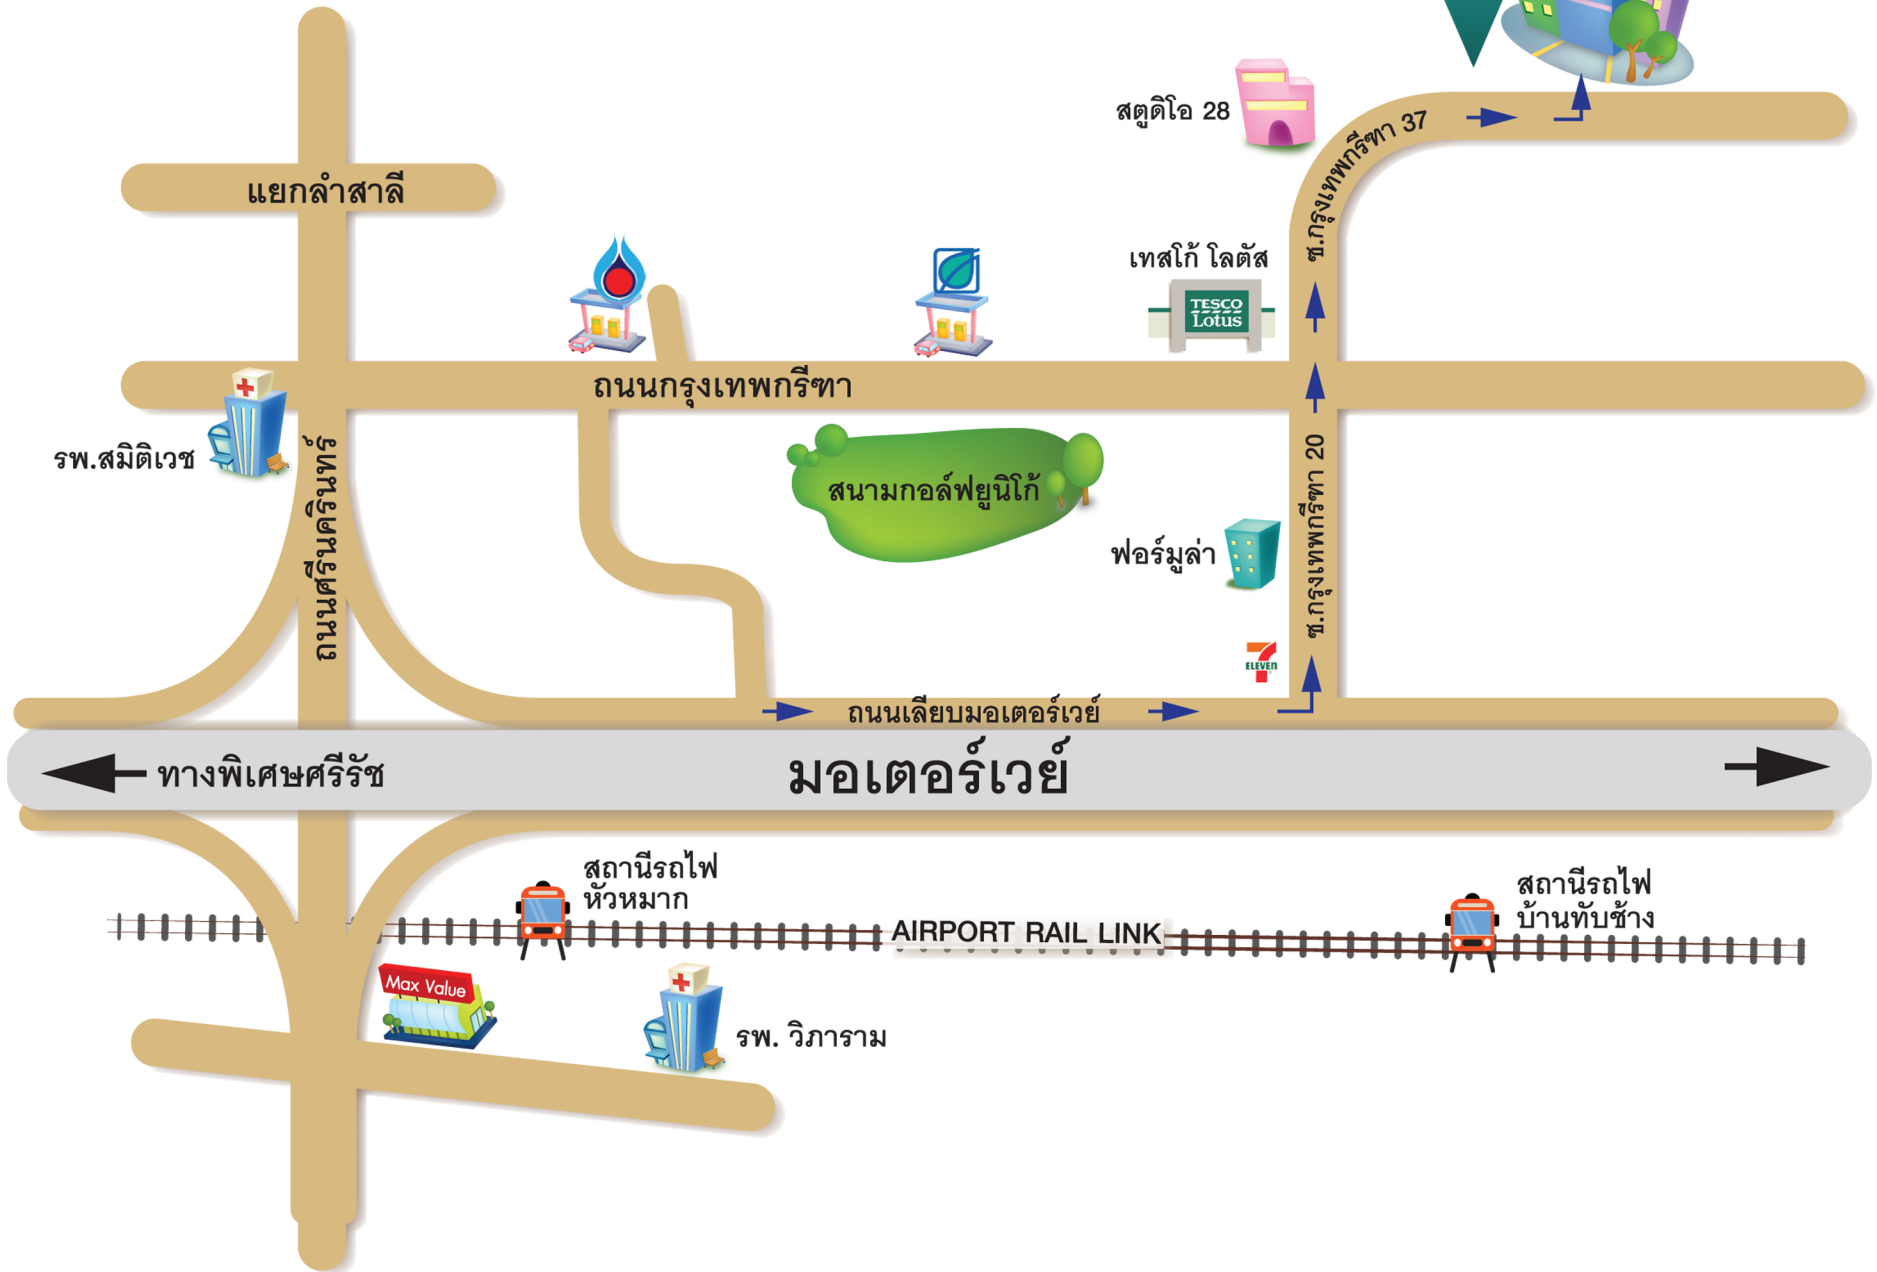 สตูดิโอ 28
ซ.กรุงเทพกรีฑา 37
แยกลำสาลี
เทสโก้ โลตัส
TESCO
Lotus
ถนนกรุงเทพกรีฑา
รพ.สมิติเวช
ถนนศรีนครินทร์
สนามกอล์ฟยูนิโก้
ซ.กรุงเทพกรีฑา 20
ฟอร์มูล่า
7
ELEVEn
ถนนเลียบมอเตอร์เวย์
ทางพิเศษศรีรัช
มอเตอร์เวย์
สถานีรถไฟ
หัวหมาก
สถานีรถไฟ
บ้านทับช้าง
AIRPORT RAIL LINK
Max Value
รพ. วิภาราม